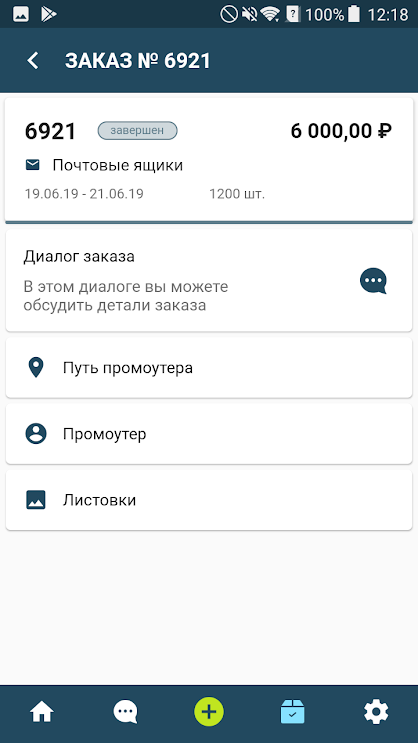 100% 12:18
ЗАКАЗ № 6921
6921 завершен 6 000,00 ₽
Почтовые ящики
19.06.19 - 21.06.19 1200 шт.
Диалог заказа
В этом диалоге вы можете
обсудить детали заказа
Путь промоутера
Промоутер
Листовки